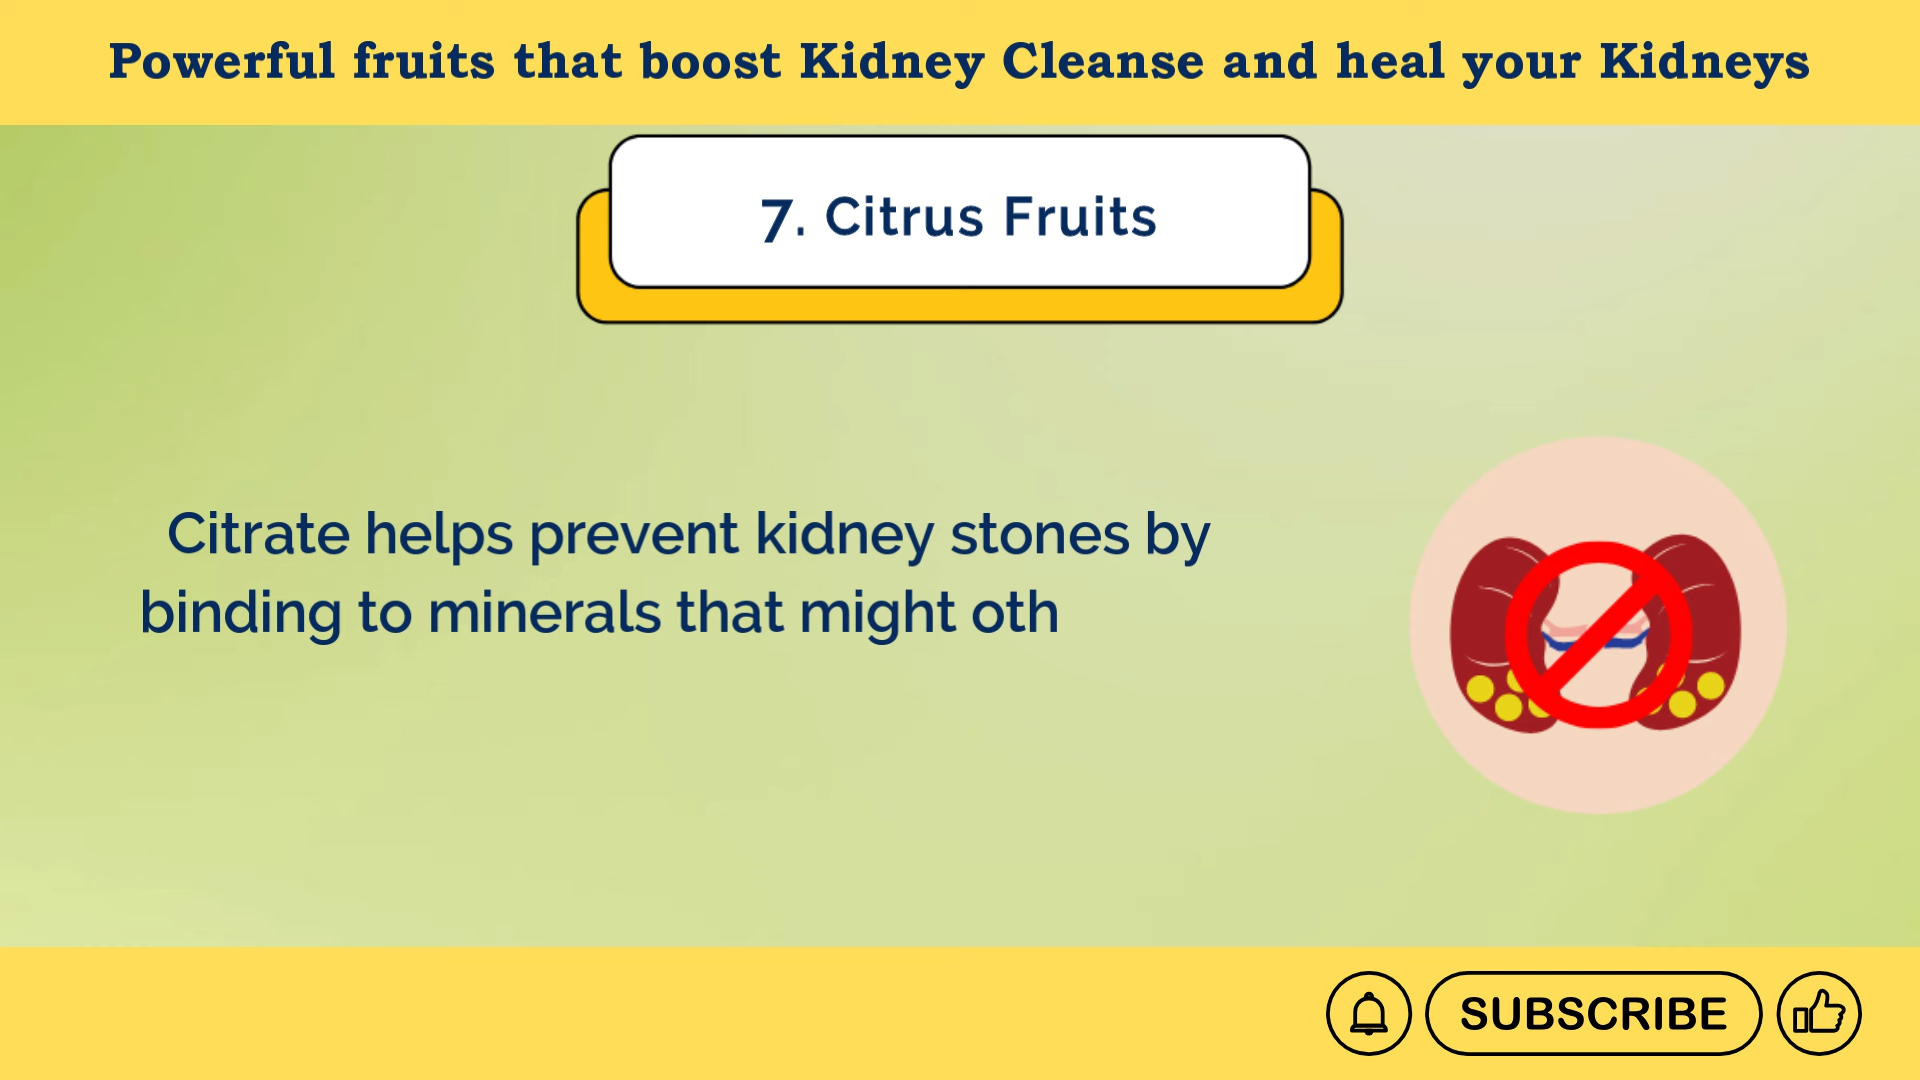 Powerful fruits that boost Kidney Cleanse and heal your Kidneys
7. Citrus Fruits
Citrate helps prevent kidney stones by
binding to minerals that might oth
SUBSCRIBE